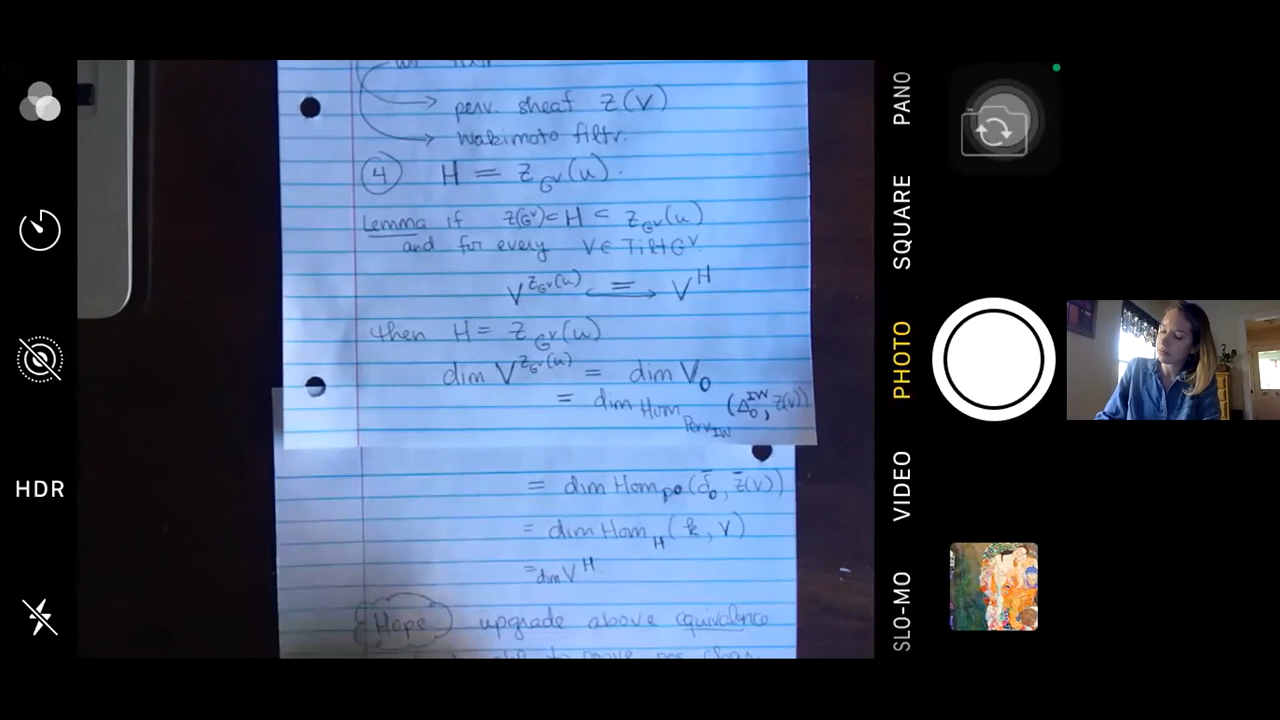 → perv. sheaf Z(V)
→ Wakimoto filtr.
④ H = Z_{G^∨}(u).
Lemma if Z(G^∨) ⊂ H ⊂ Z_{G^∨}(u)
and for every V ∈ Tilt G^∨
V^{Z_{G^∨}(u)} = V^H
then H = Z_{G^∨}(u)
dim V^{Z_{G^∨}(u)} = dim V_0
= dim Hom_{Perv_{IW}} (Δ_0^{IW}, Z(V))
= dim Hom_{P^0}(δ̄_0, z̄(V))
= dim Hom_H (k, V)
= dim V^H.
Hope upgrade above equivalence
HDR
PANO
SQUARE
PHOTO
VIDEO
SLO-MO